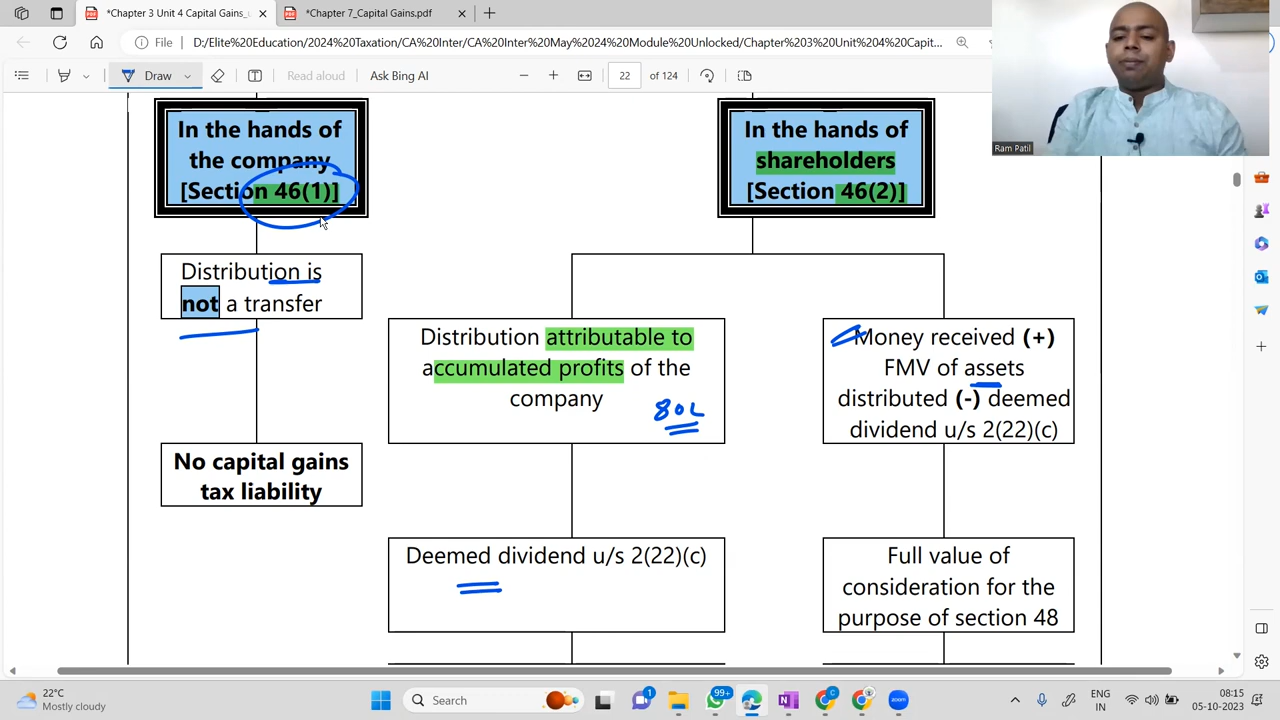 *Chapter 3 Unit 4 Capital Gains_
*Chapter 7_Capital Gains.pdf
File
D:/Elite%20Education/2024%20Taxation/CA%20Inter/CA%20Inter%20May%202024%20Module%20Unlocked/Chapter%203%20Unit%204%20Capit...
Draw
Read aloud
Ask Bing AI
22
of 124
In the hands of
the company
[Section 46(1)]
In the hands of
shareholders
[Section 46(2)]
Distribution is
not a transfer
Distribution attributable to
accumulated profits of the
company
80L
Money received (+)
FMV of assets
distributed (-) deemed
dividend u/s 2(22)(c)
No capital gains
tax liability
Deemed dividend u/s 2(22)(c)
Full value of
consideration for the
purpose of section 48
Ram Patil
22°C
Mostly cloudy
Search
1
99+
zoom
ENG
IN
08:15
05-10-2023